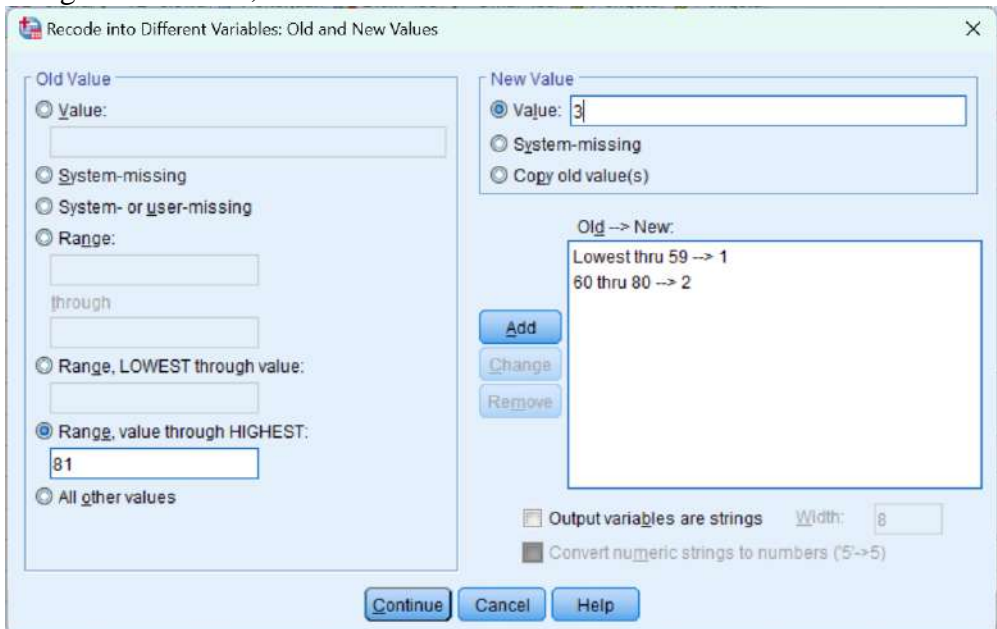 Recode into Different Variables: Old and New Values
Old Value
Value:
System-missing
System- or user-missing
Range:
through
Range, LOWEST through value:
Range, value through HIGHEST:
81
All other values
New Value
Value: 3
System-missing
Copy old value(s)
Old --> New:
Lowest thru 59 --> 1
60 thru 80 --> 2
Add
Change
Remove
Output variables are strings Width: 8
Convert numeric strings to numbers ('5'->5)
Continue Cancel Help